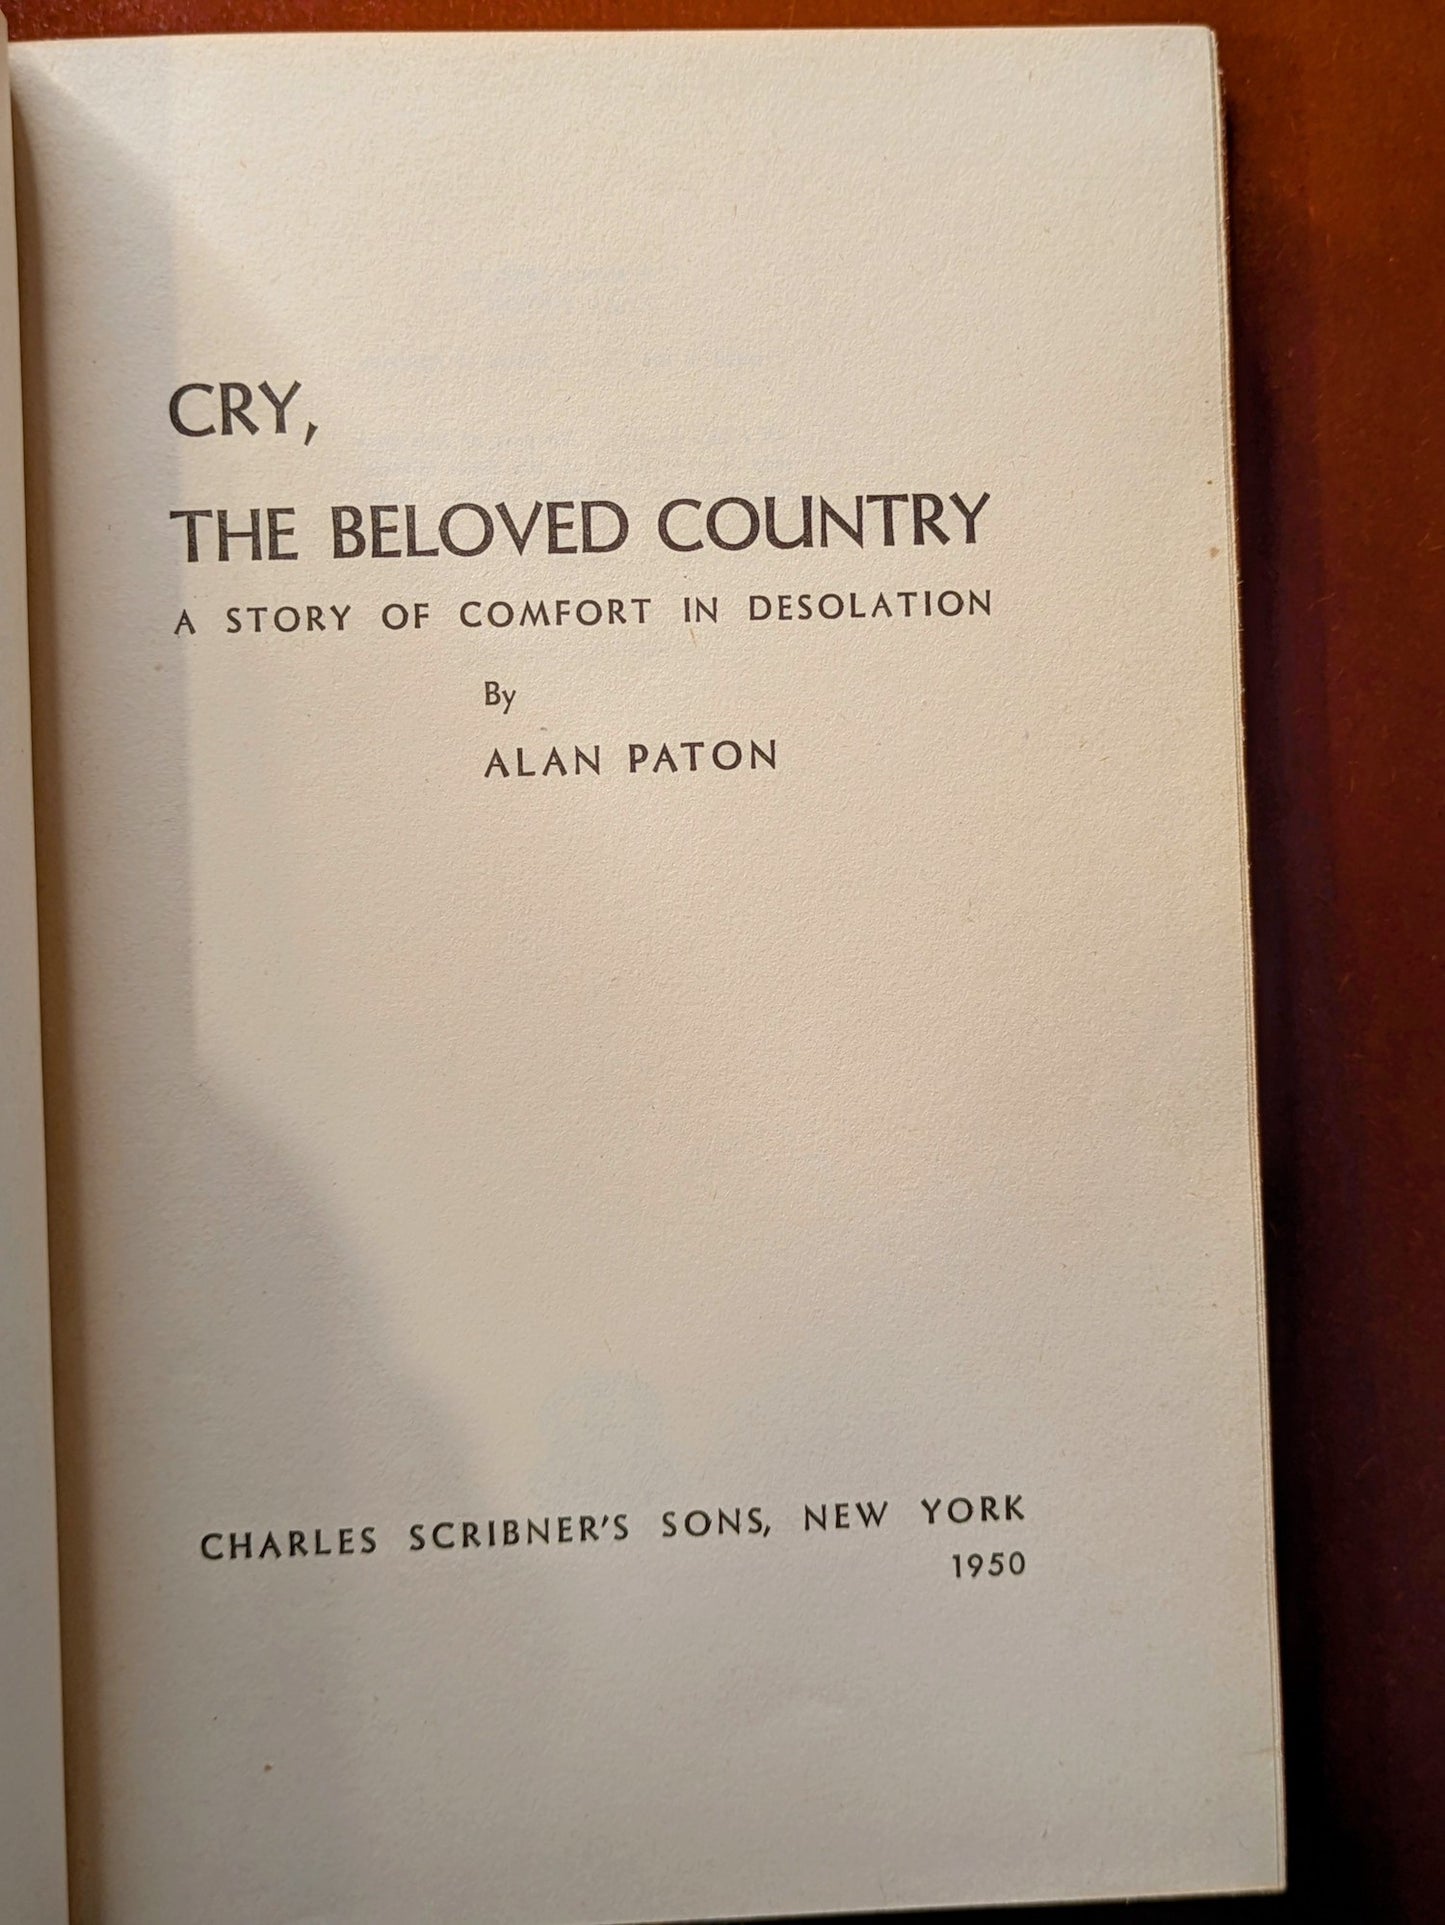 CRY,
THE BELOVED COUNTRY
A STORY OF COMFORT IN DESOLATION
By
ALAN PATON
CHARLES SCRIBNER'S SONS, NEW YORK
1950